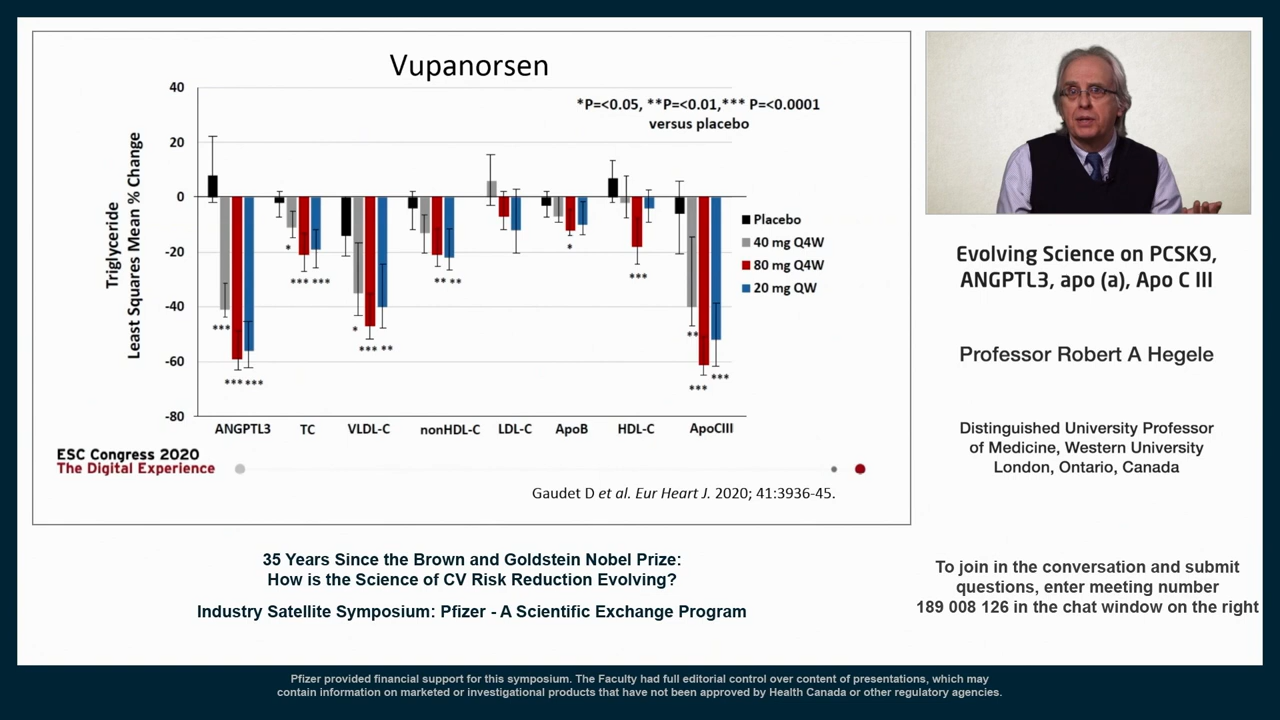 Vupanorsen
*P=<0.05, **P=<0.01,*** P=<0.0001
versus placebo
Triglyceride
Least Squares Mean % Change
40
20
0
-20
-40
-60
-80
***
*** ***
*
*** ***
*
*** **
** **
*
***
**
***
***
Placebo
40 mg Q4W
80 mg Q4W
20 mg QW
ANGPTL3
TC
VLDL-C
nonHDL-C
LDL-C
ApoB
HDL-C
ApoCIII
ESC Congress 2020
The Digital Experience
Gaudet D et al. Eur Heart J. 2020; 41:3936-45.
Evolving Science on PCSK9,
ANGPTL3, apo (a), Apo C III
Professor Robert A Hegele
Distinguished University Professor
of Medicine, Western University
London, Ontario, Canada
35 Years Since the Brown and Goldstein Nobel Prize:
How is the Science of CV Risk Reduction Evolving?
Industry Satellite Symposium: Pfizer - A Scientific Exchange Program
To join in the conversation and submit
questions, enter meeting number
189 008 126 in the chat window on the right
Pfizer provided financial support for this symposium. The Faculty had full editorial control over content of presentations, which may
contain information on marketed or investigational products that have not been approved by Health Canada or other regulatory agencies.